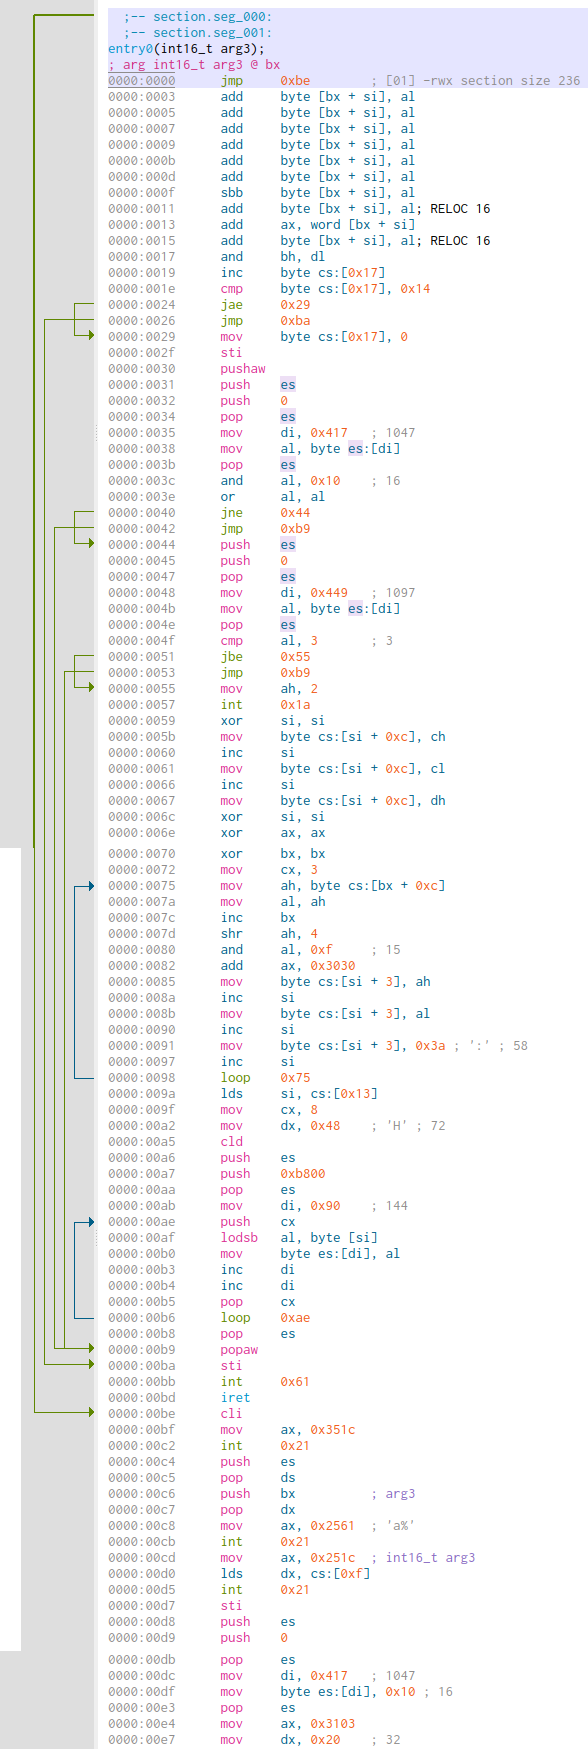 ;-- section.seg_000:
;-- section.seg_001:
entry0(int16_t arg3);
; arg int16_t arg3 @ bx
0000:0000 jmp 0xbe ; [01] -rwx section size 236
0000:0003 add byte [bx + si], al
0000:0005 add byte [bx + si], al
0000:0007 add byte [bx + si], al
0000:0009 add byte [bx + si], al
0000:000b add byte [bx + si], al
0000:000d add byte [bx + si], al
0000:000f sbb byte [bx + si], al
0000:0011 add byte [bx + si], al; RELOC 16
0000:0013 add ax, word [bx + si]
0000:0015 add byte [bx + si], al; RELOC 16
0000:0017 and bh, dl
0000:0019 inc byte cs:[0x17]
0000:001e cmp byte cs:[0x17], 0x14
0000:0024 jae 0x29
0000:0026 jmp 0xba
0000:0029 mov byte cs:[0x17], 0
0000:002f sti
0000:0030 pushaw
0000:0031 push es
0000:0032 push 0
0000:0034 pop es
0000:0035 mov di, 0x417 ; 1047
0000:0038 mov al, byte es:[di]
0000:003b pop es
0000:003c and al, 0x10 ; 16
0000:003e or al, al
0000:0040 jne 0x44
0000:0042 jmp 0xb9
0000:0044 push es
0000:0045 push 0
0000:0047 pop es
0000:0048 mov di, 0x449 ; 1097
0000:004b mov al, byte es:[di]
0000:004e pop es
0000:004f cmp al, 3 ; 3
0000:0051 jbe 0x55
0000:0053 jmp 0xb9
0000:0055 mov ah, 2
0000:0057 int 0x1a
0000:0059 xor si, si
0000:005b mov byte cs:[si + 0xc], ch
0000:0060 inc si
0000:0061 mov byte cs:[si + 0xc], cl
0000:0066 inc si
0000:0067 mov byte cs:[si + 0xc], dh
0000:006c xor si, si
0000:006e xor ax, ax
0000:0070 xor bx, bx
0000:0072 mov cx, 3
0000:0075 mov ah, byte cs:[bx + 0xc]
0000:007a mov al, ah
0000:007c inc bx
0000:007d shr ah, 4
0000:0080 and al, 0xf ; 15
0000:0082 add ax, 0x3030
0000:0085 mov byte cs:[si + 3], ah
0000:008a inc si
0000:008b mov byte cs:[si + 3], al
0000:0090 inc si
0000:0091 mov byte cs:[si + 3], 0x3a ; ':' ; 58
0000:0097 inc si
0000:0098 loop 0x75
0000:009a lds si, cs:[0x13]
0000:009f mov cx, 8
0000:00a2 mov dx, 0x48 ; 'H' ; 72
0000:00a5 cld
0000:00a6 push es
0000:00a7 push 0xb800
0000:00aa pop es
0000:00ab mov di, 0x90 ; 144
0000:00ae push cx
0000:00af lodsb al, byte [si]
0000:00b0 mov byte es:[di], al
0000:00b3 inc di
0000:00b4 inc di
0000:00b5 pop cx
0000:00b6 loop 0xae
0000:00b8 pop es
0000:00b9 popaw
0000:00ba sti
0000:00bb int 0x61
0000:00bd iret
0000:00be cli
0000:00bf mov ax, 0x351c
0000:00c2 int 0x21
0000:00c4 push es
0000:00c5 pop ds
0000:00c6 push bx ; arg3
0000:00c7 pop dx
0000:00c8 mov ax, 0x2561 ; 'a%'
0000:00cb int 0x21
0000:00cd mov ax, 0x251c ; int16_t arg3
0000:00d0 lds dx, cs:[0xf]
0000:00d5 int 0x21
0000:00d7 sti
0000:00d8 push es
0000:00d9 push 0
0000:00db pop es
0000:00dc mov di, 0x417 ; 1047
0000:00df mov byte es:[di], 0x10 ; 16
0000:00e3 pop es
0000:00e4 mov ax, 0x3103
0000:00e7 mov dx, 0x20 ; 32